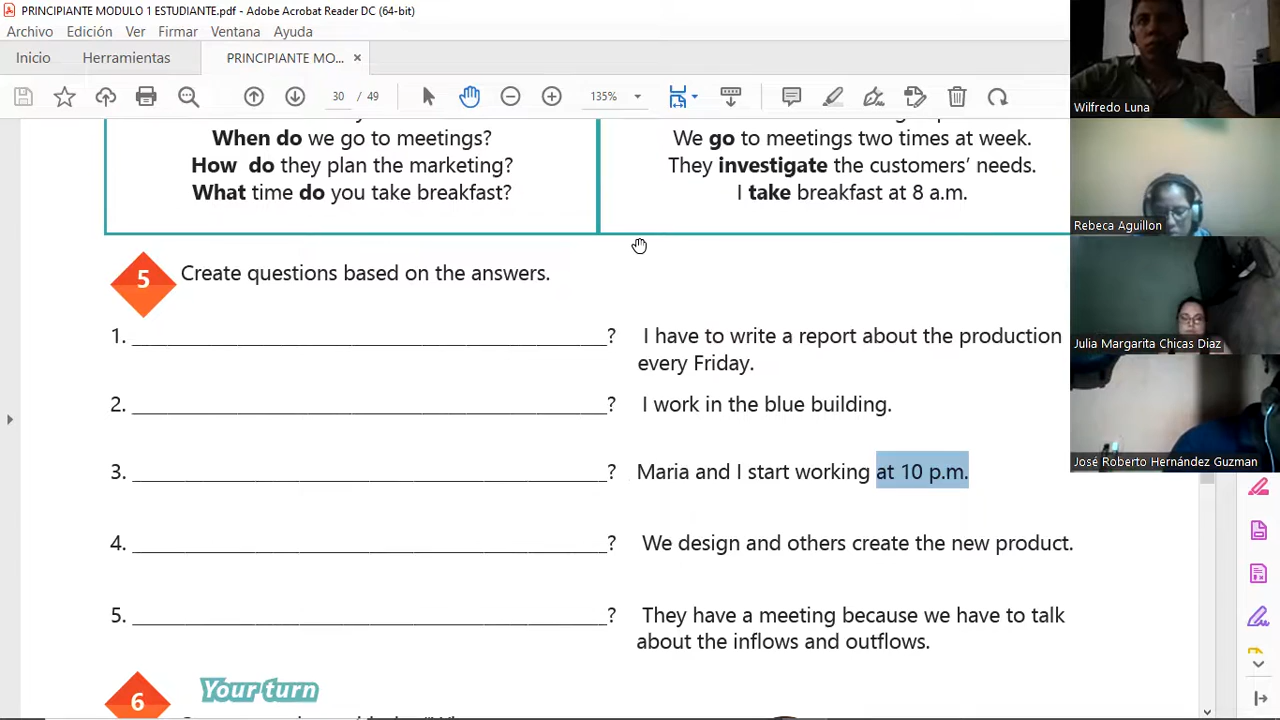 PRINCIPIANTE MODULO 1 ESTUDIANTE.pdf - Adobe Acrobat Reader DC (64-bit)
Archivo Edición Ver Firmar Ventana Ayuda
Inicio Herramientas PRINCIPIANTE MO... ×
30 / 49 135%
When do we go to meetings? We go to meetings two times at week.
How do they plan the marketing? They investigate the customers' needs.
What time do you take breakfast? I take breakfast at 8 a.m.
5 Create questions based on the answers.
1. ? I have to write a report about the production
every Friday.
2. ? I work in the blue building.
3. ? Maria and I start working at 10 p.m.
4. ? We design and others create the new product.
5. ? They have a meeting because we have to talk
about the inflows and outflows.
6 Your turn
Wilfredo Luna
Rebeca Aguillon
Julia Margarita Chicas Diaz
José Roberto Hernández Guzman